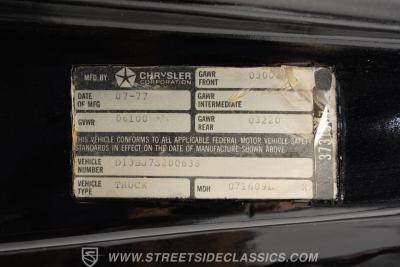 MFD BY CHRYSLER CORPORATION GAWR FRONT
DATE OF MFG 07-77 GAWR INTERMEDIATE
GVWR 06100 GAWR REAR 03220
THIS VEHICLE CONFORMS TO ALL APPLICABLE FEDERAL MOTOR VEHICLE SAFETY
STANDARDS IN EFFECT ON THE DATE OF MANUFACTURE SHOWN ABOVE.
VEHICLE NUMBER D13BJ7S200638
VEHICLE TYPE TRUCK MDH
STREETSIDE CLASSICS
WWW.STREETSIDECLASSICS.COM